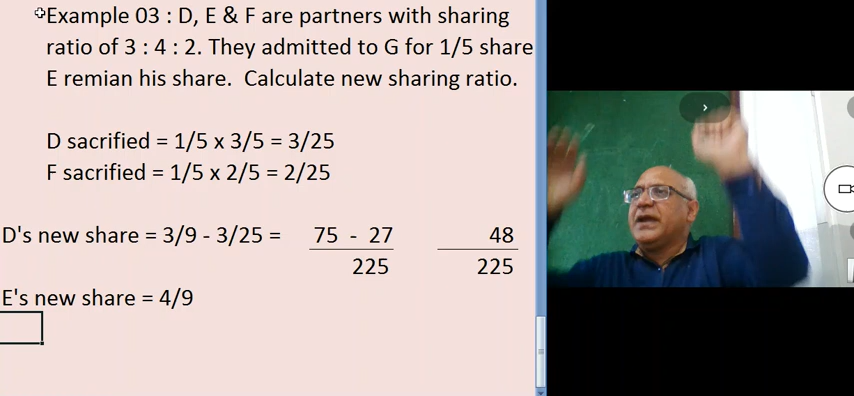 Example 03 : D, E & F are partners with sharing
ratio of 3 : 4 : 2. They admitted to G for 1/5 share
E remian his share.  Calculate new sharing ratio.
D sacrified = 1/5 x 3/5 = 3/25
F sacrified = 1/5 x 2/5 = 2/25
D's new share = 3/9 - 3/25 = 75 - 27 48
225 225
E's new share = 4/9